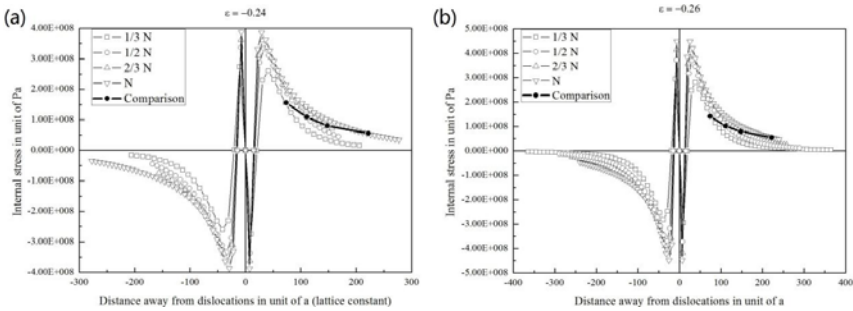 (a)
ε = −0.24
4.00E+008
3.00E+008
2.00E+008
1.00E+008
0.00E+000
-1.00E+008
-2.00E+008
-3.00E+008
-4.00E+008
Internal stress in unit of Pa
1/3 N
1/2 N
2/3 N
N
Comparison
-300 -200 -100 0 100 200 300
Distance away from dislocations in unit of a (lattice constant)
(b)
ε = −0.26
5.00E+008
4.00E+008
3.00E+008
2.00E+008
1.00E+008
0.00E+000
-1.00E+008
-2.00E+008
-3.00E+008
-4.00E+008
-5.00E+008
Internal stress in unit of Pa
1/3 N
1/2 N
2/3 N
N
Comparison
-400 -300 -200 -100 0 100 200 300 400
Distance away from dislocations in unit of a